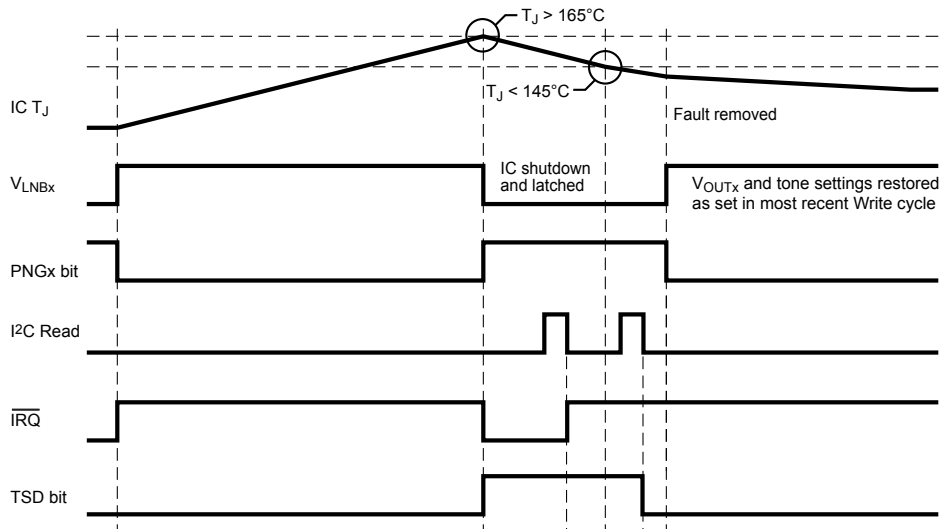 T_J > 165°C
T_J < 145°C
IC T_J
Fault removed
V_LNBx
IC shutdown
and latched
V_OUTx and tone settings restored
as set in most recent Write cycle
PNGx bit
I²C Read
I̅R̅Q̅
TSD bit